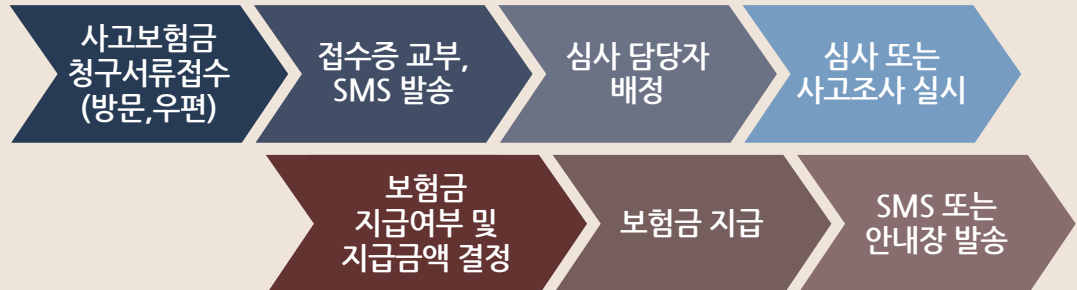 사고보험금
청구서류접수
(방문,우편)
접수증 교부,
SMS 발송
심사 담당자
배정
심사 또는
사고조사 실시
보험금
지급여부 및
지급금액 결정
보험금 지급
SMS 또는
안내장 발송